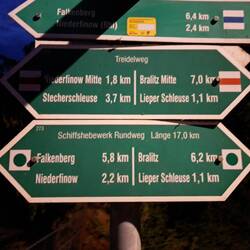 Falkenberg 6,4 km
Niederfinow (Bhf) 2,4 km
Treidelweg
Niederfinow Mitte 1,8 km Bralitz Mitte 7,0 km
Stecherschleuse 3,7 km Lieper Schleuse 1,1 km
273
Schiffshebewerk Rundweg Länge 17,0 km
Falkenberg 5,8 km Bralitz 6,2 km
Niederfinow 2,2 km Lieper Schleuse 1,1 km